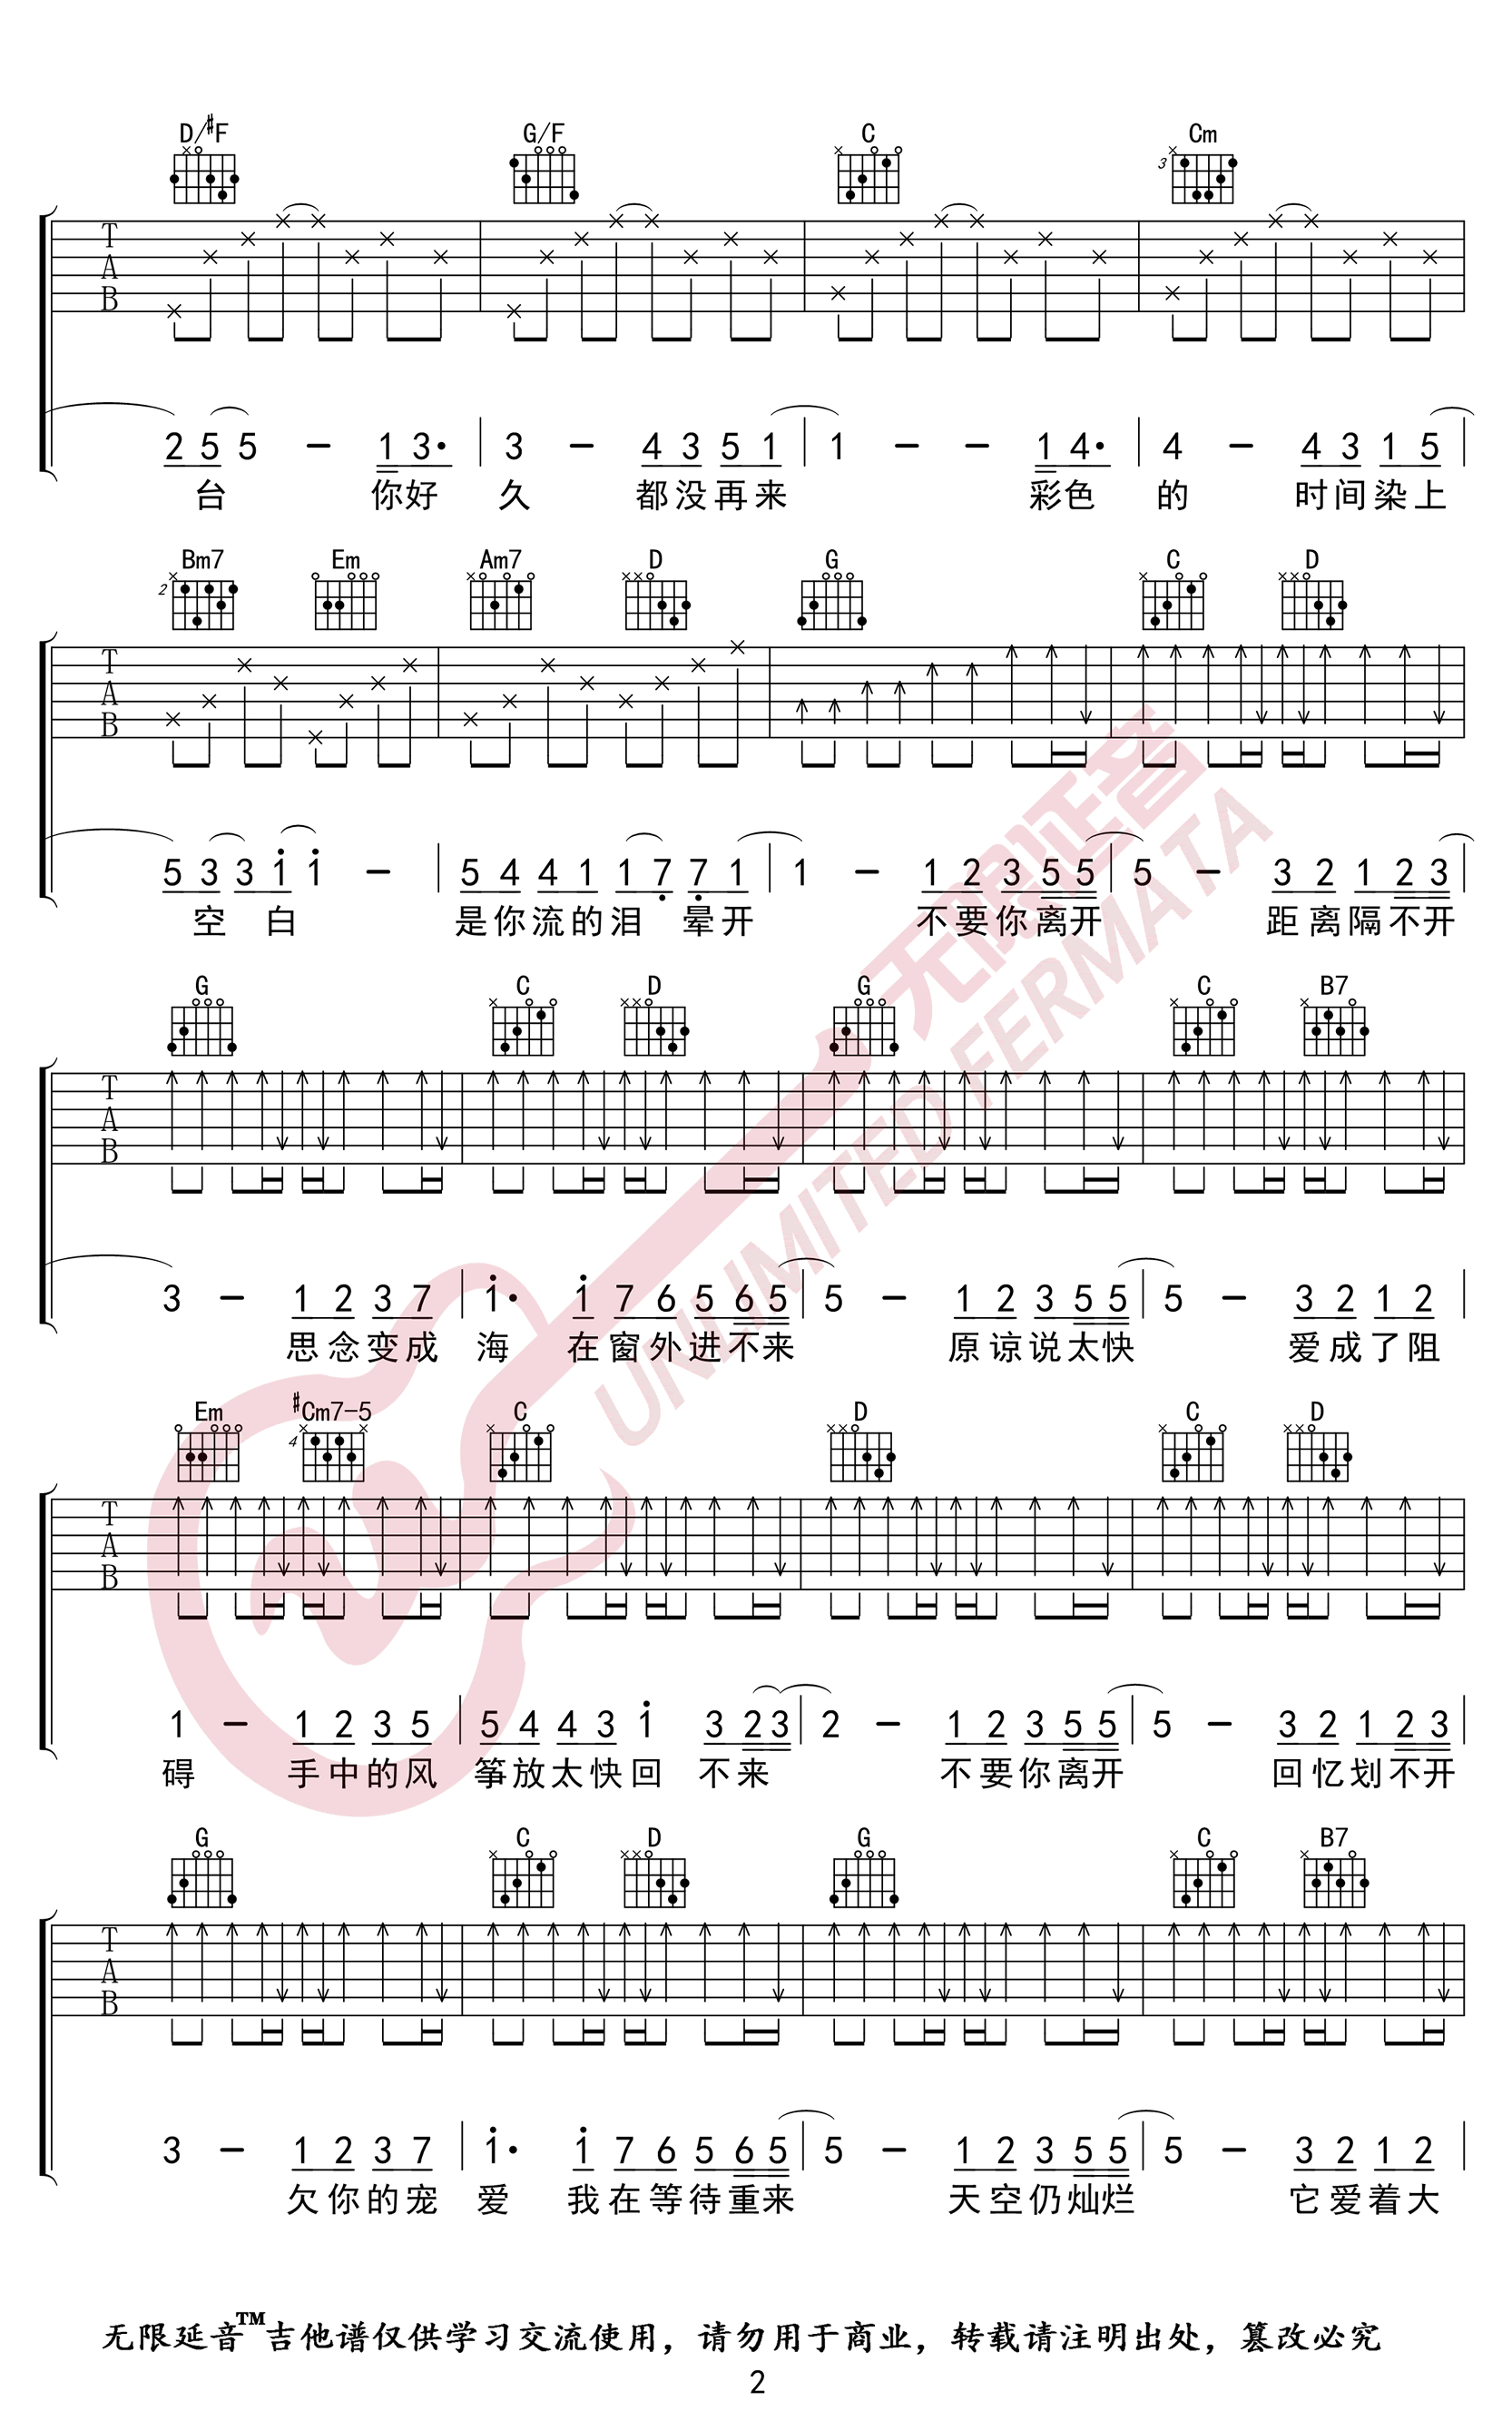 D/#F G/F C Cm
3
T
A
B
2 5 5 - 1 3· 3 - 4 3 5 1 1 - - 1 4· 4 - 4 3 1 5
台 你好 久 都没再来 彩色 的 时间染上
Bm7 Em Am7 D G C D
2
T
A
B
5 3 3 1 1 - 5 4 4 1 1 7 7 1 1 - 1 2 3 5 5 5 - 3 2 1 2 3
空 白 是你流的泪 晕开 不要你离开 距离隔不开
G C D G C B7
T
A
B
3 - 1 2 3 7 1· 1 7 6 5 6 5 5 - 1 2 3 5 5 5 - 3 2 1 2
思念变成 海 在窗外进不来 原谅说太快 爱成了阻
Em #Cm7-5 C D C D
4
T
A
B
1 - 1 2 3 5 5 4 4 3 1 3 2 3 2 - 1 2 3 5 5 5 - 3 2 1 2 3
碍 手中的风 筝放太快回 不来 不要你离开 回忆划不开
G C D G C B7
T
A
B
3 - 1 2 3 7 1· 1 7 6 5 6 5 5 - 1 2 3 5 5 5 - 3 2 1 2
欠你的宠 爱 我在等待重来 天空仍灿烂 它爱着大
无限延音
UNLIMITED FERMATA
无限延音™吉他谱仅供学习交流使用，请勿用于商业，转载请注明出处，篡改必究
2